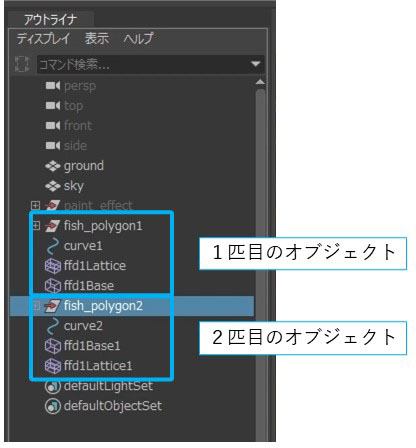 アウトライナ
ディスプレイ 表示 ヘルプ
コマンド検索...
persp
top
front
side
ground
sky
paint_effect
fish_polygon1
curve1
ffd1Lattice
ffd1Base
fish_polygon2
curve2
ffd1Base1
ffd1Lattice1
defaultLightSet
defaultObjectSet
１匹目のオブジェクト
２匹目のオブジェクト